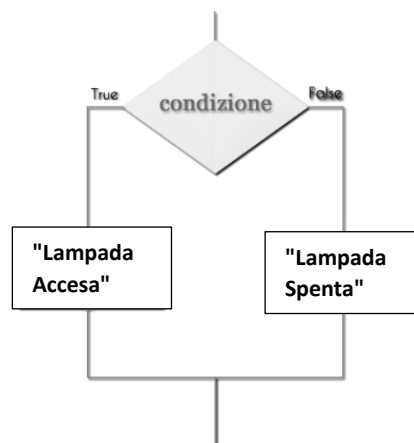 True
False
condizione
"Lampada
Accesa"
"Lampada
Spenta"